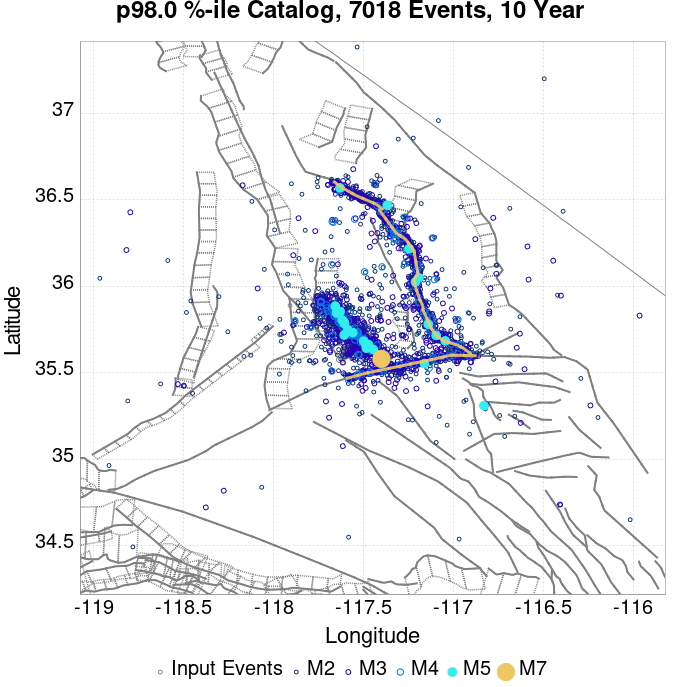 p98.0 %-ile Catalog, 7018 Events, 10 Year
Latitude
37
36.5
36
35.5
35
34.5
-119 -118.5 -118 -117.5 -117 -116.5 -116
Longitude
Input Events M2 M3 M4 M5 M7